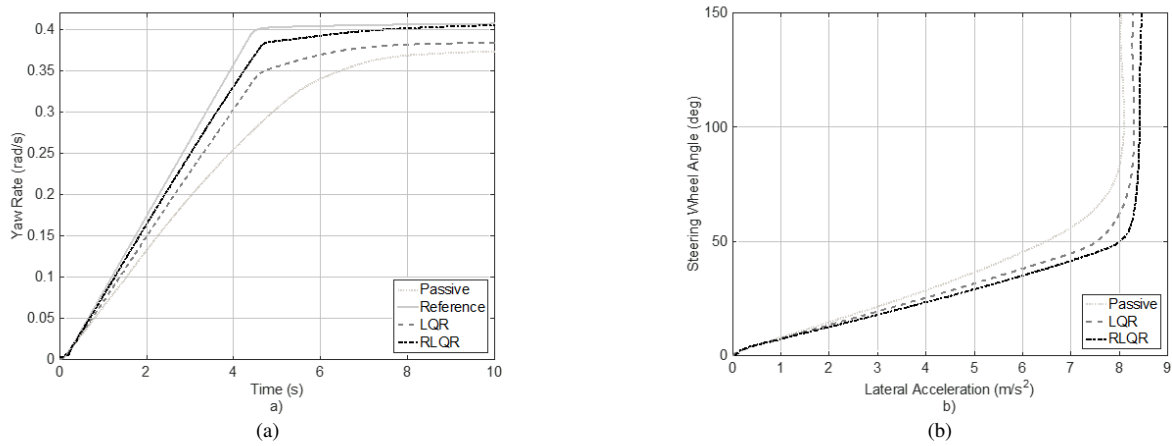 0.4
0.35
0.3
0.25
0.2
0.15
0.1
0.05
0
Yaw Rate (rad/s)
0 2 4 6 8 10
Time (s)
a)
Passive
Reference
LQR
RLQR
(a)
150
100
50
0
Steering Wheel Angle (deg)
0 1 2 3 4 5 6 7 8 9
Lateral Acceleration (m/s²)
b)
Passive
LQR
RLQR
(b)